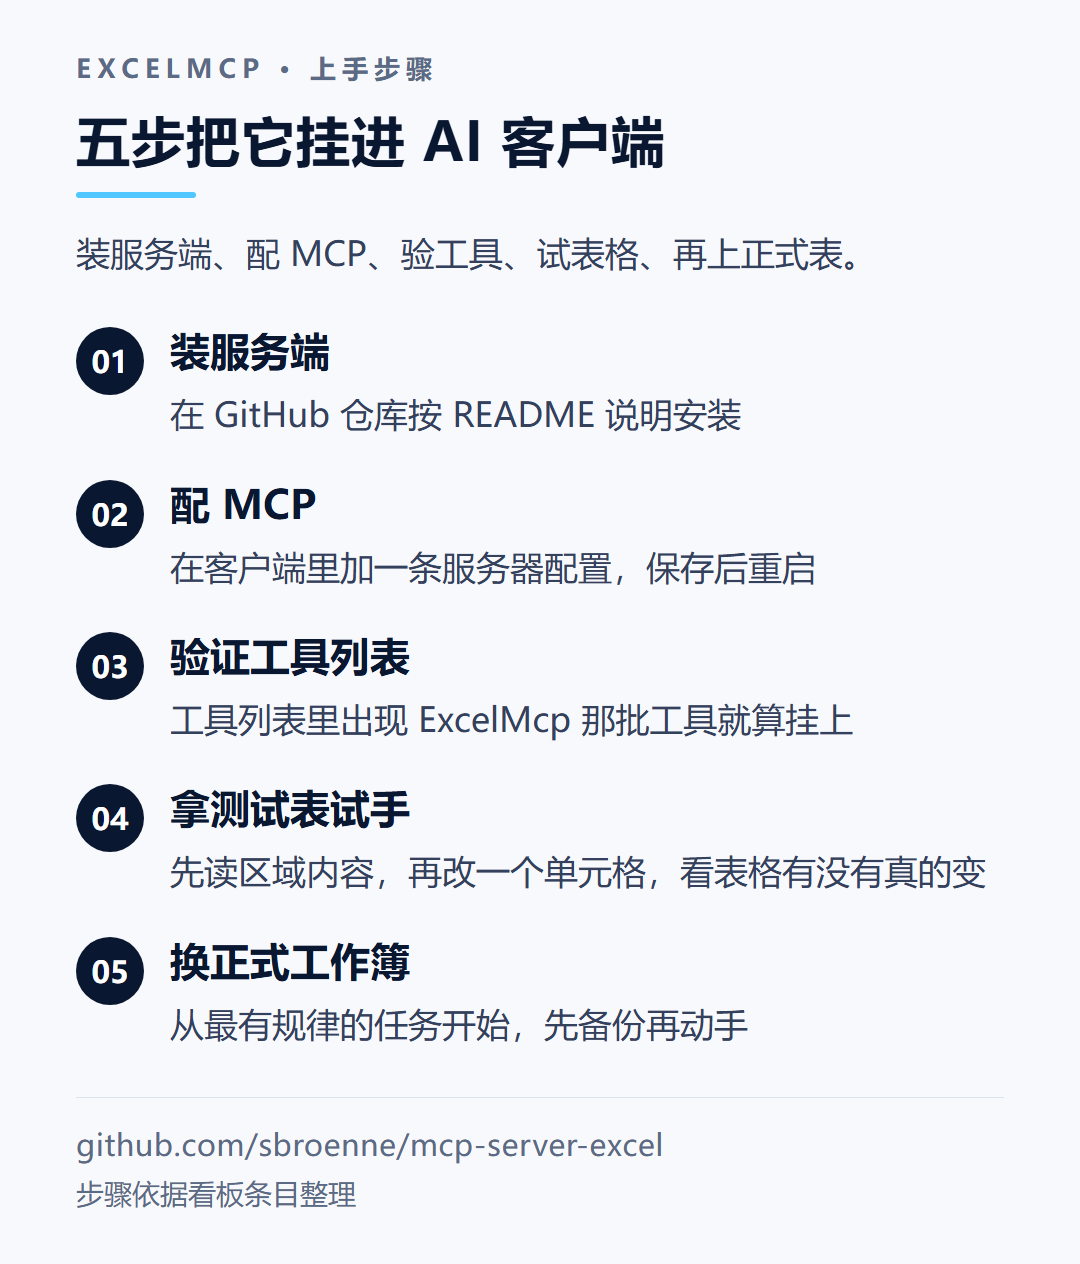 EXCELMCP • 上手步骤
五步把它挂进 AI 客户端
装服务端、配 MCP、验工具、试表格、再上正式表。
01
装服务端
在 GitHub 仓库按 README 说明安装
02
配 MCP
在客户端里加一条服务器配置，保存后重启
03
验证工具列表
工具列表里出现 ExcelMcp 那批工具就算挂上
04
拿测试表试手
先读区域内容，再改一个单元格，看表格有没有真的变
05
换正式工作簿
从最有规律的任务开始，先备份再动手
github.com/sbroenne/mcp-server-excel
步骤依据看板条目整理